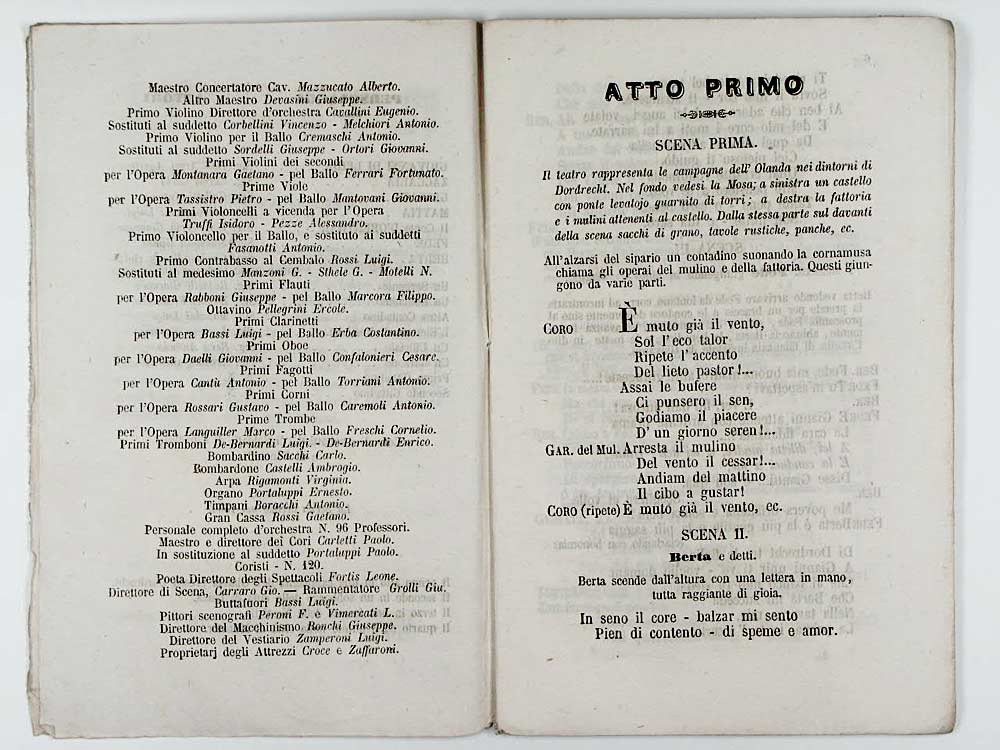 Maestro Concertatore Cav. Mazzucato Alberto.
Altro Maestro Devasini Giuseppe.
Primo Violino Direttore d'orchestra Cavallini Eugenio.
Sostituti al suddetto Corbellini Vincenzo - Melchiori Antonio.
Primo Violino per il Ballo Cremaschi Antonio.
Sostituti al suddetto Sordelli Giuseppe - Ortori Giovanni.
Primi Violini dei secondi
per l'Opera Montanara Gaetano - pel Ballo Ferrari Fortunato.
Prime Viole
per l'Opera Tassistro Pietro - pel Ballo Mantovani Giovanni.
Primi Violoncelli a vicenda per l'Opera
Truffi Isidoro - Pezze Alessandro.
Primo Violoncello per il Ballo, e sostituto ai suddetti
Fasanotti Antonio.
Primo Contrabasso al Cembalo Rossi Luigi.
Sostituti al medesimo Manzoni G. - Sthele G. - Motelli N.
Primi Flauti
per l'Opera Rabboni Giuseppe - pel Ballo Marcora Filippo.
Ottavino Pellegrini Ercole.
Primi Clarinetti
per l'Opera Bassi Luigi - pel Ballo Erba Costantino.
Primi Oboe
per l'Opera Daelli Giovanni - pel Ballo Confalonieri Cesare.
Primi Fagotti
per l'Opera Cantù Antonio - pel Ballo Torriani Antonio.
Primi Corni
per l'Opera Rossari Gustavo - pel Ballo Caremoli Antonio.
Prime Trombe
per l'Opera Languiller Marco - pel Ballo Freschi Cornelio.
Primi Tromboni De-Bernardi Luigi. - De-Bernardi Enrico.
Bombardino Sacchi Carlo.
Bombardone Castelli Ambrogio.
Arpa Rigamonti Virginia.
Organo Portaluppi Ernesto.
Timpani Boracchi Antonio.
Gran Cassa Rossi Gaetano.
Personale completo d'orchestra N. 96 Professori.
Maestro e direttore dei Cori Carletti Paolo.
In sostituzione al suddetto Portaluppi Paolo.
Coristi - N. 120.
Poeta Direttore degli Spettacoli Fortis Leone.
Direttore di Scena, Carraro Gio. — Rammentatore Grolli Giu.
Buttafuori Bassi Luigi.
Pittori scenografi Peroni F. e Vimercati L.
Direttore del Macchinismo Ronchi Giuseppe.
Direttore del Vestiario Zamperoni Luigi.
Proprietarj degli Attrezzi Croce e Zaffaroni.
ATTO PRIMO
SCENA PRIMA.
Il teatro rappresenta le campagne dell'Olanda nei dintorni di
Dordrecht. Nel fondo vedesi la Mosa; a sinistra un castello
con ponte levatojo guarnito di torri; a destra la fattoria
e i mulini attenenti al castello. Dalla stessa parte sul davanti
della scena sacchi di grano, tavole rustiche, panche, ec.
All'alzarsi del sipario un contadino suonando la cornamusa
chiama gli operai del mulino e della fattoria. Questi giun-
gono da varie parti.
CORO È muto già il vento,
Sol l'eco talor
Ripete l'accento
Del lieto pastor!...
Assai le bufere
Ci punsero il sen,
Godiamo il piacere
D'un giorno seren!...
GAR. del Mul. Arresta il mulino
Del vento il cessar!...
Andiam del mattino
Il cibo a gustar!
CORO (ripete) È muto già il vento, ec.
SCENA II.
Berta e detti.
Berta scende dall'altura con una lettera in mano,
tutta raggiante di gioia.
In seno il core - balzar mi sento
Pien di contento - di speme e amor.